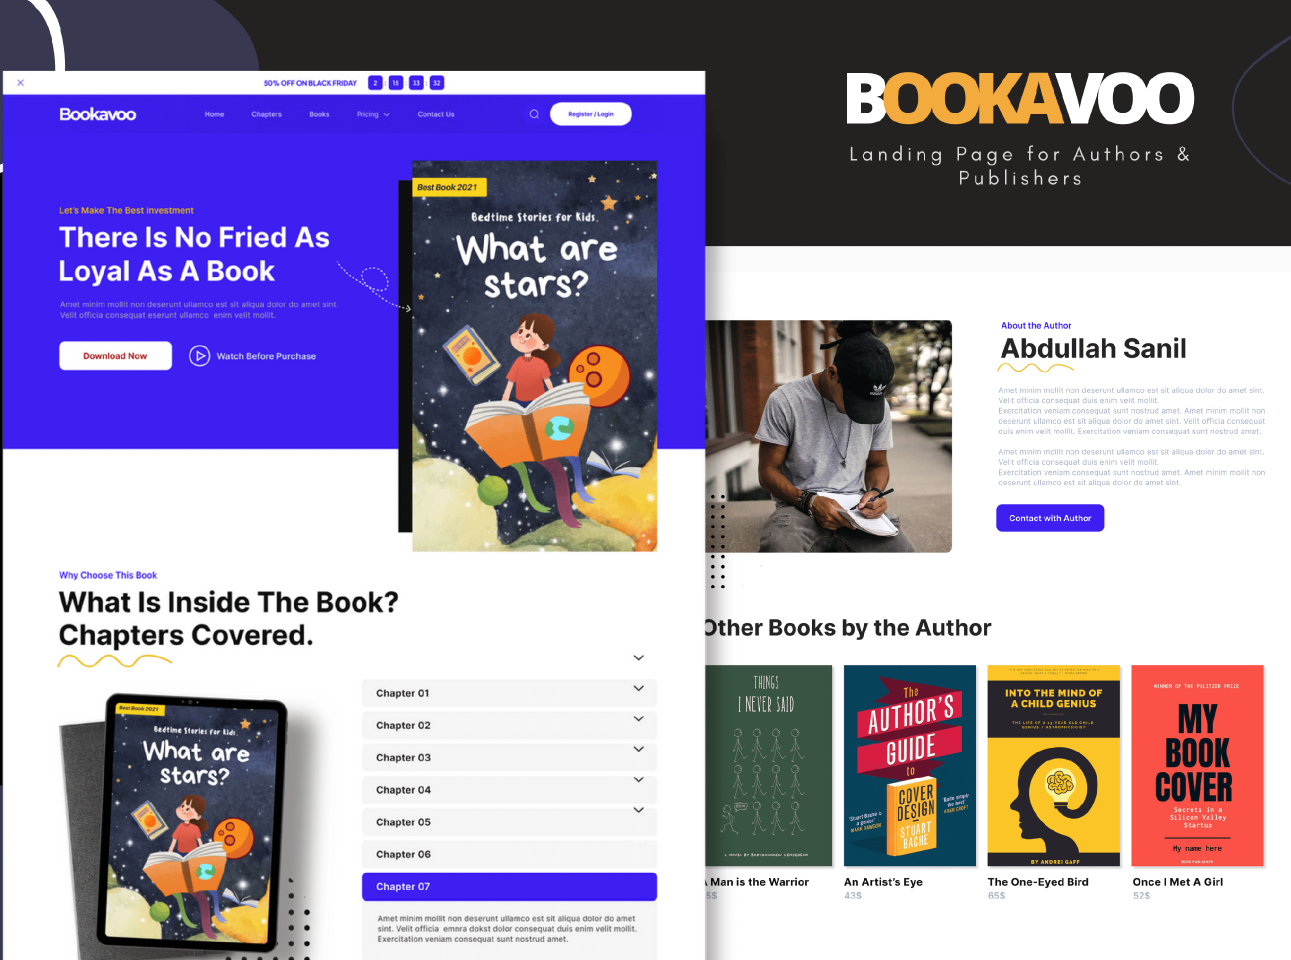 50% OFF ON BLACK FRIDAY 2 : 15 : 33 : 32
Bookavoo
Home Chapters Books Pricing Contact Us
Register / Login
Let's Make The Best Investment
There Is No Fried As
Loyal As A Book
Amet minim mollit non deserunt ullamco est sit aliqua dolor do amet sint.
Velit officia consequat eserunt ullamco enim velit mollit.
Download Now
Watch Before Purchase
Best Book 2021
Bedtime Stories for Kids.
What are
stars?
Why Choose This Book
What Is Inside The Book?
Chapters Covered.
Best Book 2021
Bedtime Stories for Kids.
What are
stars?
Chapter 01
Chapter 02
Chapter 03
Chapter 04
Chapter 05
Chapter 06
Chapter 07
Amet minim mollit non deserunt ullamco est sit aliqua dolor do amet
sint. Velit officia emnra dokst dolor consequat duis enim velit mollit.
Exercitation veniam consequat sunt nostrud amet.
BOOKAVOO
Landing Page for Authors &
Publishers
About the Author
Abdullah Sanil
Amet minim mollit non deserunt ullamco est sit aliqua dolor do amet sint.
Velit officia consequat duis enim velit mollit.
Exercitation veniam consequat sunt nostrud amet. Amet minim mollit non
deserunt ullamco est sit aliqua dolor do amet sint. Velit officia consequat
duis enim velit mollit. Exercitation veniam consequat sunt nostrud amet.
Amet minim mollit non deserunt ullamco est sit aliqua dolor do amet sint.
Velit officia consequat duis enim velit mollit.
Exercitation veniam consequat sunt nostrud amet. Amet minim mollit non
deserunt ullamco est sit aliqua dolor do amet sint.
Contact with Author
Other Books by the Author
THINGS
I NEVER SAID
Man is the Warrior
5$
The
AUTHOR'S
GUIDE
to
COVER
DESIGN
STUART
BACHE
An Artist's Eye
43$
INTO THE MIND OF
A CHILD GENIUS
BY ANDREI GAFF
The One-Eyed Bird
65$
WINNER OF THE PULITZER PRIZE
MY
BOOK
COVER
Secrets in a
Silicon Valley
Startup
My name here
Once I Met A Girl
52$